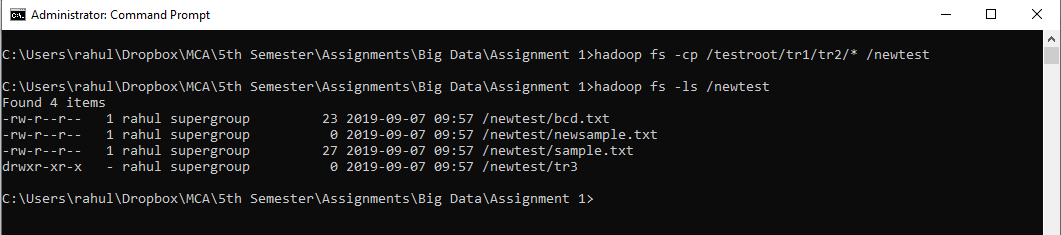 Administrator: Command Prompt
C:\Users\rahul\Dropbox\MCA\5th Semester\Assignments\Big Data\Assignment 1>hadoop fs -cp /testroot/tr1/tr2/* /newtest
C:\Users\rahul\Dropbox\MCA\5th Semester\Assignments\Big Data\Assignment 1>hadoop fs -ls /newtest
Found 4 items
-rw-r--r--   1 rahul supergroup         23 2019-09-07 09:57 /newtest/bcd.txt
-rw-r--r--   1 rahul supergroup          0 2019-09-07 09:57 /newtest/newsample.txt
-rw-r--r--   1 rahul supergroup         27 2019-09-07 09:57 /newtest/sample.txt
drwxr-xr-x   - rahul supergroup          0 2019-09-07 09:57 /newtest/tr3
C:\Users\rahul\Dropbox\MCA\5th Semester\Assignments\Big Data\Assignment 1>